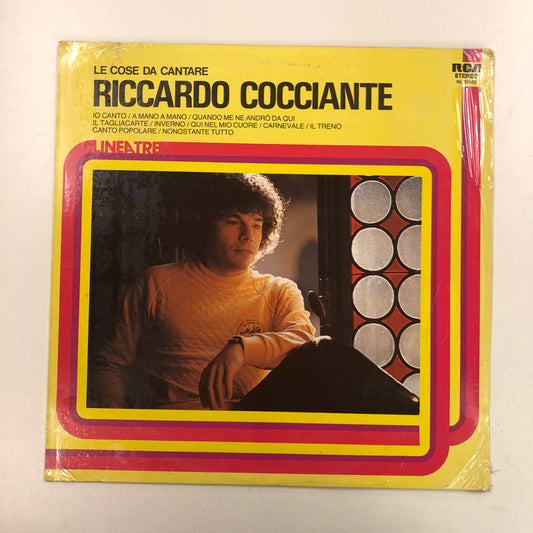 LE COSE DA CANTARE
RCA
STEREO
RICCARDO COCCIANTE
IO CANTO / A MANO A MANO / QUANDO ME NE ANDRÒ DA QUI
IL TAGLIACARTE / INVERNO / QUI NEL MIO CUORE / CARNEVALE / IL TRENO
CANTO POPOLARE / NONOSTANTE TUTTO
LINEATRE